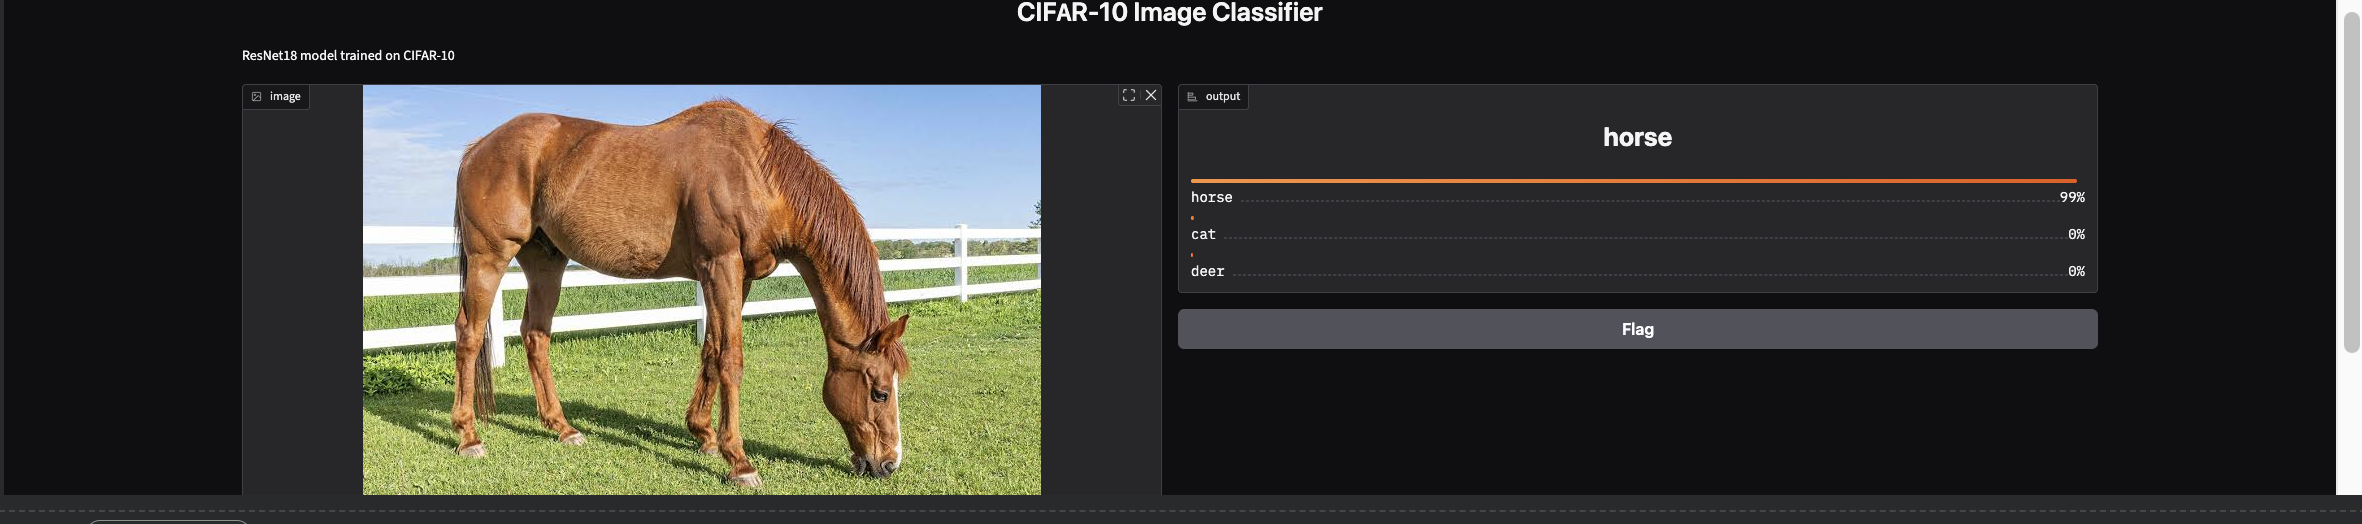 CIFAR-10 Image Classifier
ResNet18 model trained on CIFAR-10
image
output
horse
horse 99%
cat 0%
deer 0%
Flag